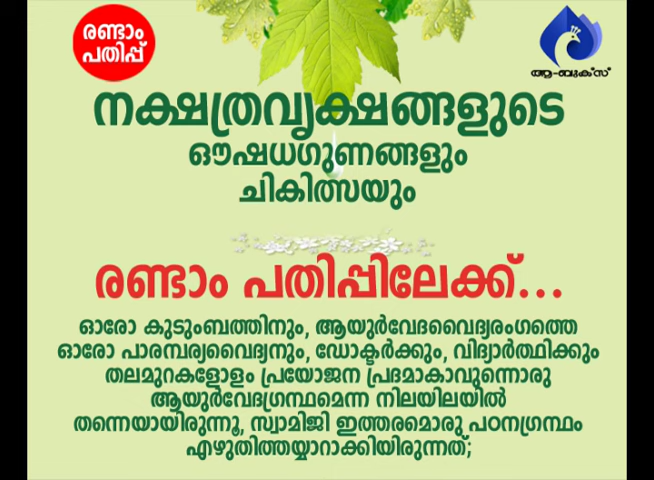 രണ്ടാം
പതിപ്പ്
ആ-ബുക്സ്
നക്ഷത്രവൃക്ഷങ്ങളുടെ
ഔഷധഗുണങ്ങളും
ചികിത്സയും
രണ്ടാം പതിപ്പിലേക്ക്...
ഓരോ കുടുംബത്തിനും, ആയുർവേദവൈദ്യരംഗത്തെ
ഓരോ പാരമ്പര്യവൈദ്യനും, ഡോക്ടർക്കും, വിദ്യാർത്ഥിക്കും
തലമുറകളോളം പ്രയോജന പ്രദമാകാവുന്നൊരു
ആയുർവേദഗ്രന്ഥമെന്ന നിലയിലയിൽ
തന്നെയായിരുന്നൂ, സ്വാമിജി ഇത്തരമൊരു പഠനഗ്രന്ഥം
എഴുതിത്തയ്യാറാക്കിയിരുന്നത്;